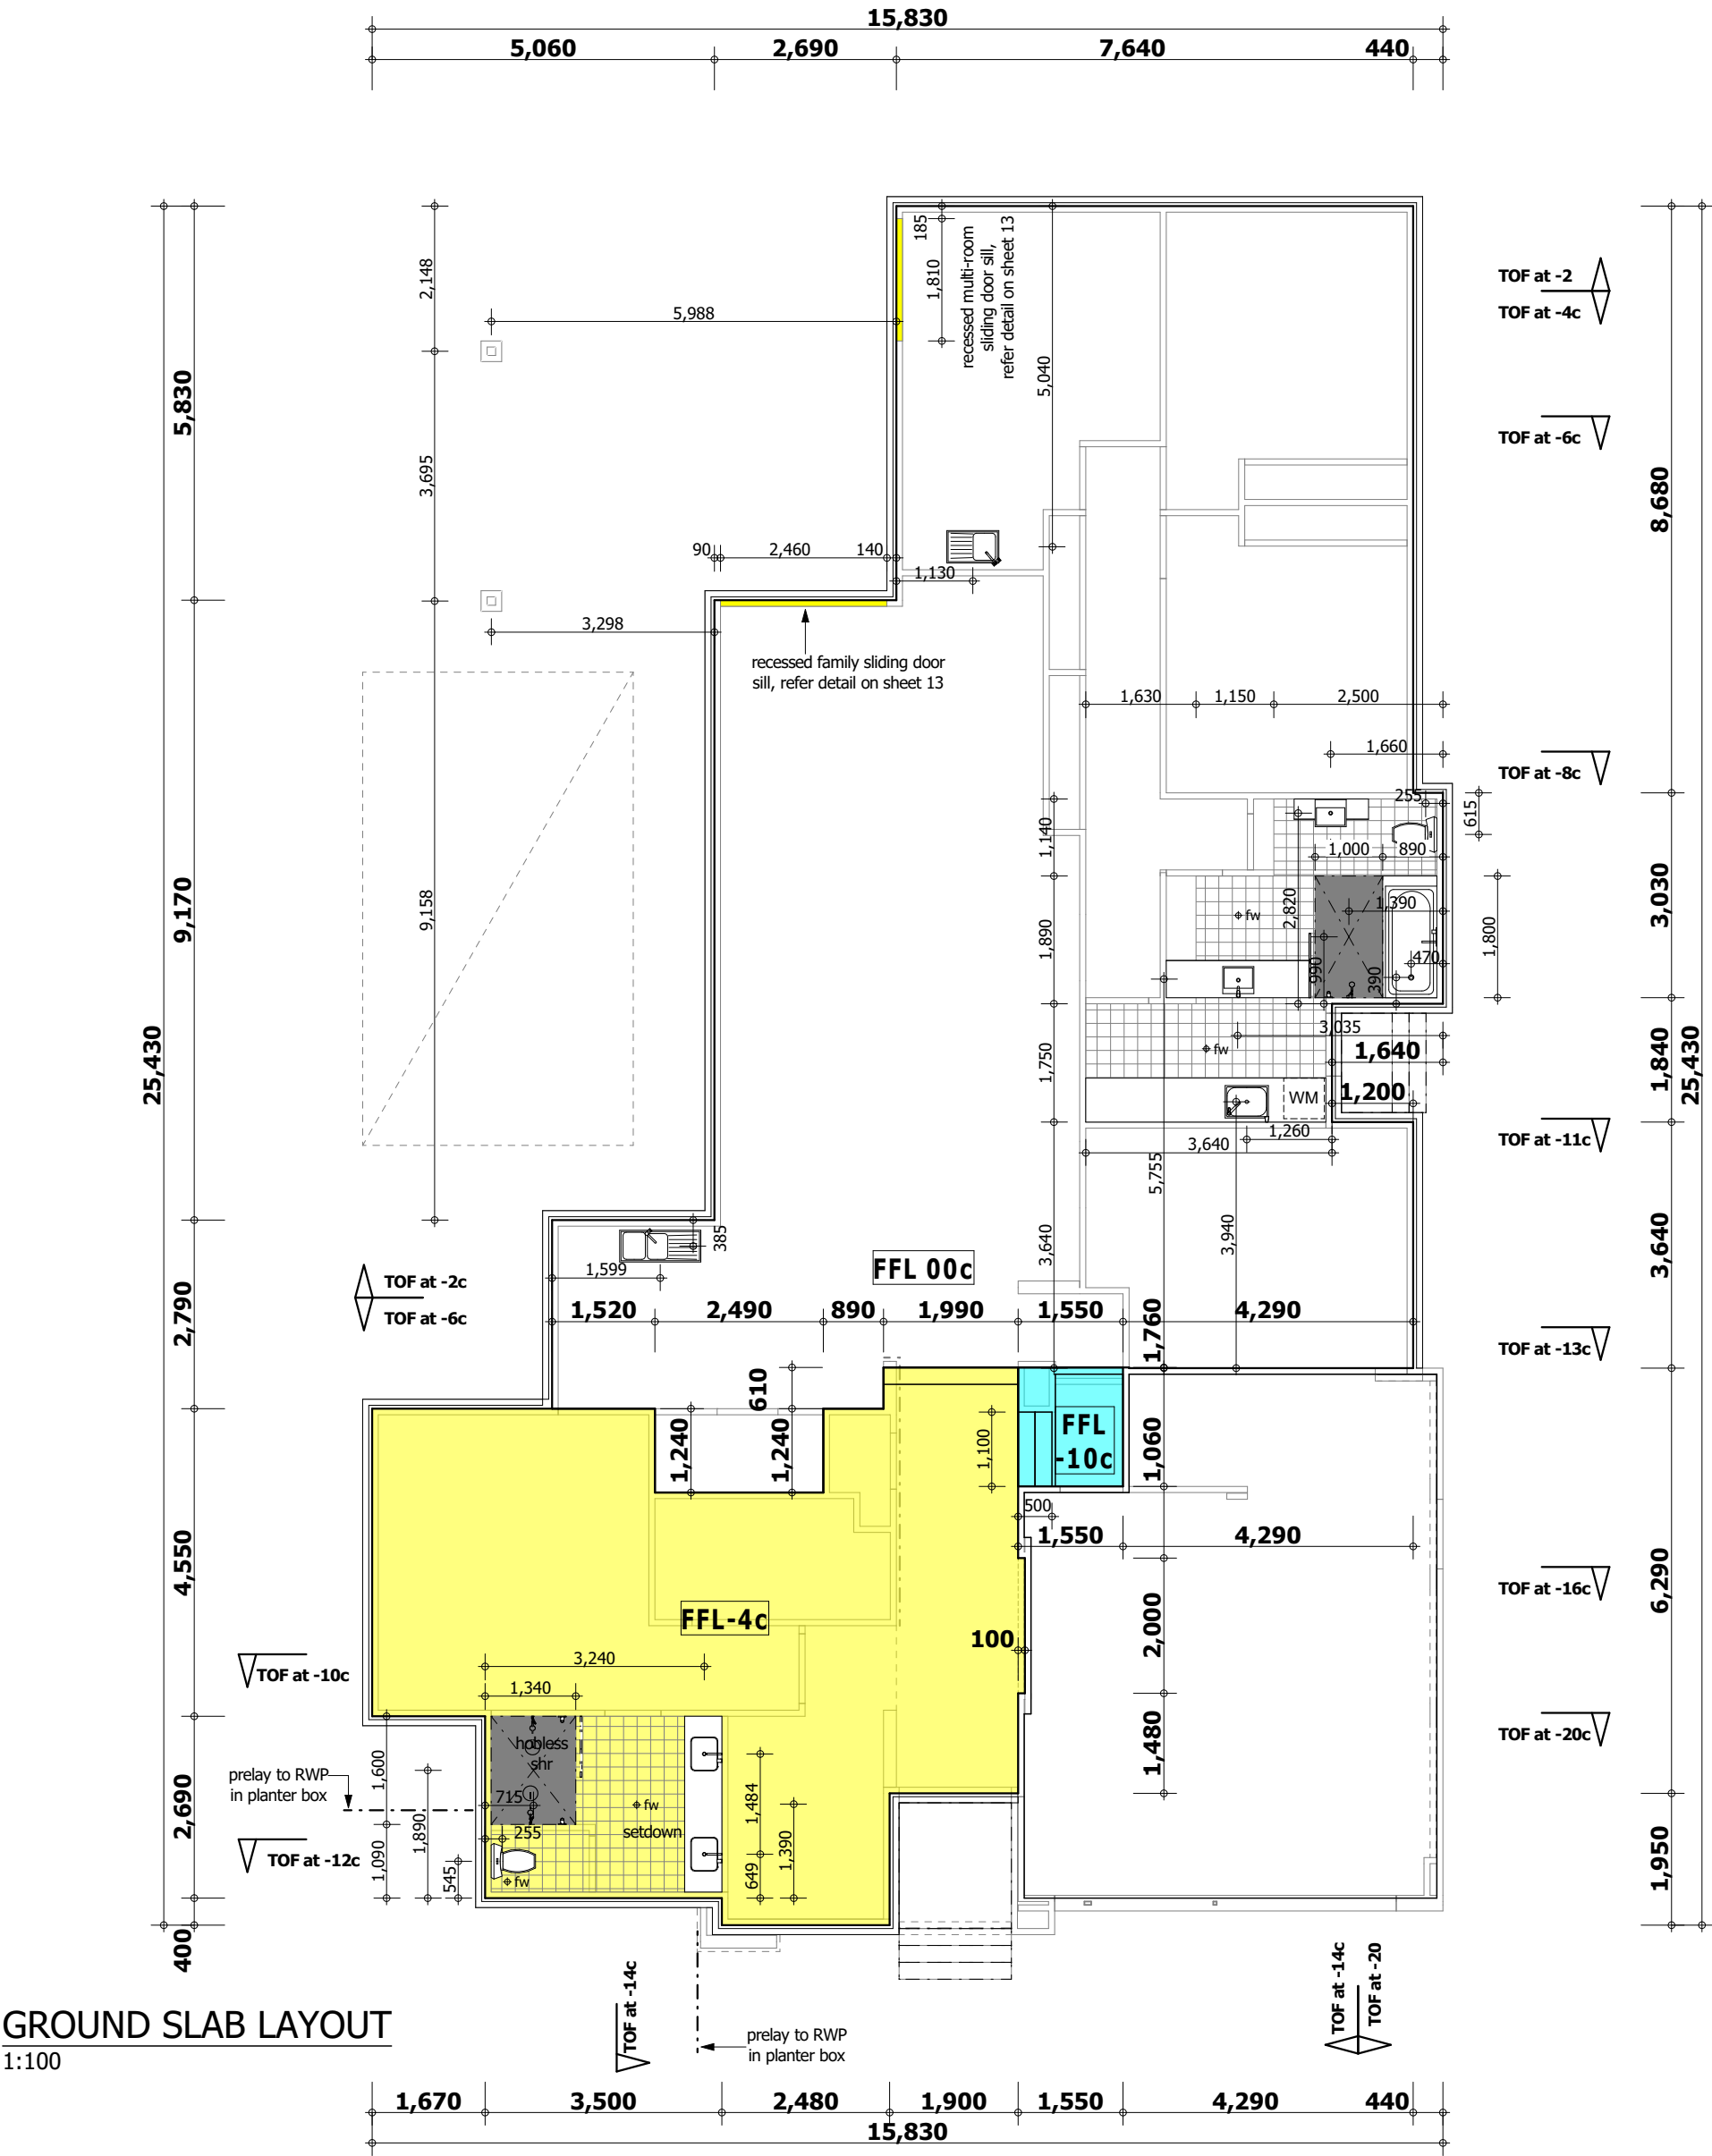 15,830
5,060 2,690 7,640 440
185
1,810
recessed multi-room
sliding door sill,
refer detail on sheet 13
2,148
5,988
5,040
TOF at -2
TOF at -4c
5,830
3,695
TOF at -6c
8,680
90 2,460 140
1,130
3,298
recessed family sliding door
sill, refer detail on sheet 13
1,630 1,150 2,500
1,660
TOF at -8c
255
615
1,140
1,000 890
9,170
9,158
2,820
1,390
fw
3,030
1,800
1,890
990
390
470
25,430
3,035
fw
1,750
1,640
1,840
25,430
1,200
WM
TOF at -11c
1,260
3,640
5,755
3,940
385
3,640
3,640
FFL 00c
1,599
TOF at -2c
TOF at -6c
2,790
1,520 2,490 890 1,990 1,550 4,290
1,760
TOF at -13c
610
1,240
1,240
1,100
FFL
-10c
1,060
500
1,550 4,290
4,550
TOF at -16c
6,290
FFL-4c
100
2,000
3,240
TOF at -10c
1,340
TOF at -20c
1,480
hobless
shr
prelay to RWP
in planter box
1,600
715
fw
1,484
2,690
1,890
255
setdown
1,390
TOF at -12c
1,090
545
fw
649
1,950
400
TOF at -14c
TOF at -14c
TOF at -20
GROUND SLAB LAYOUT
1:100
prelay to RWP
in planter box
1,670 3,500 2,480 1,900 1,550 4,290 440
15,830